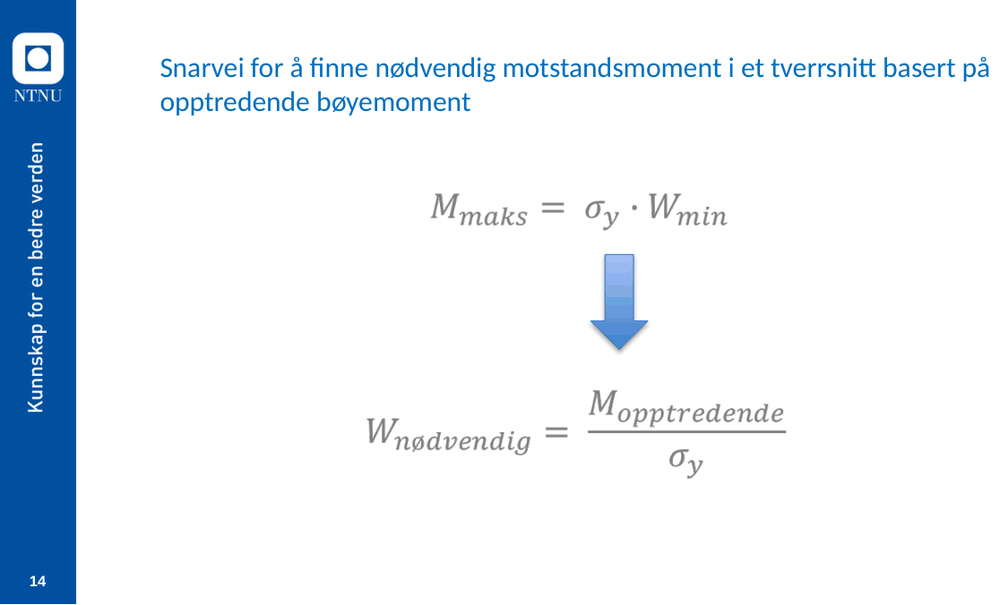 NTNU
Kunnskap for en bedre verden
Snarvei for å finne nødvendig motstandsmoment i et tverrsnitt basert på
opptredende bøyemoment
M_maks = σ_y · W_min
W_nødvendig = M_opptredende / σ_y
14